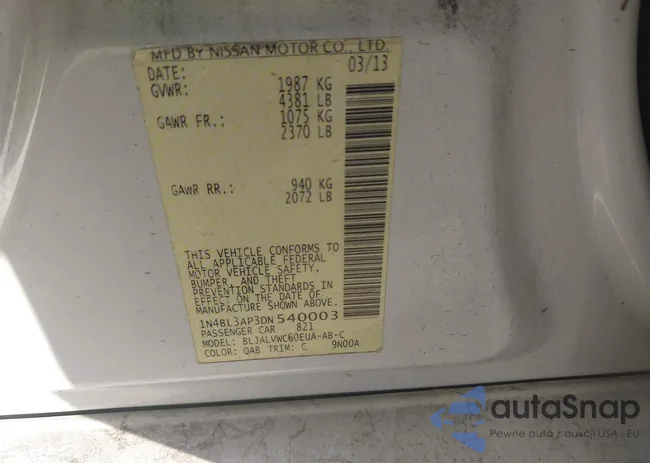 MFD BY NISSAN MOTOR CO., LTD.
DATE: 03/13
GVWR: 1987 KG
4381 LB
GAWR FR.: 1075 KG
2370 LB
GAWR RR.: 940 KG
2072 LB
THIS VEHICLE CONFORMS TO
ALL APPLICABLE FEDERAL
MOTOR VEHICLE SAFETY,
BUMPER, AND THEFT
PREVENTION STANDARDS IN
EFFECT ON THE DATE OF
MANUFACTURE SHOWN ABOVE.
1N4BL3AP3DN540003
PASSENGER CAR 821
MODEL: BLJALVWC60EUA-AB-C
COLOR: QAB TRIM: C 9N00A
autaSnap
Pewne auta z aukcji USA i EU